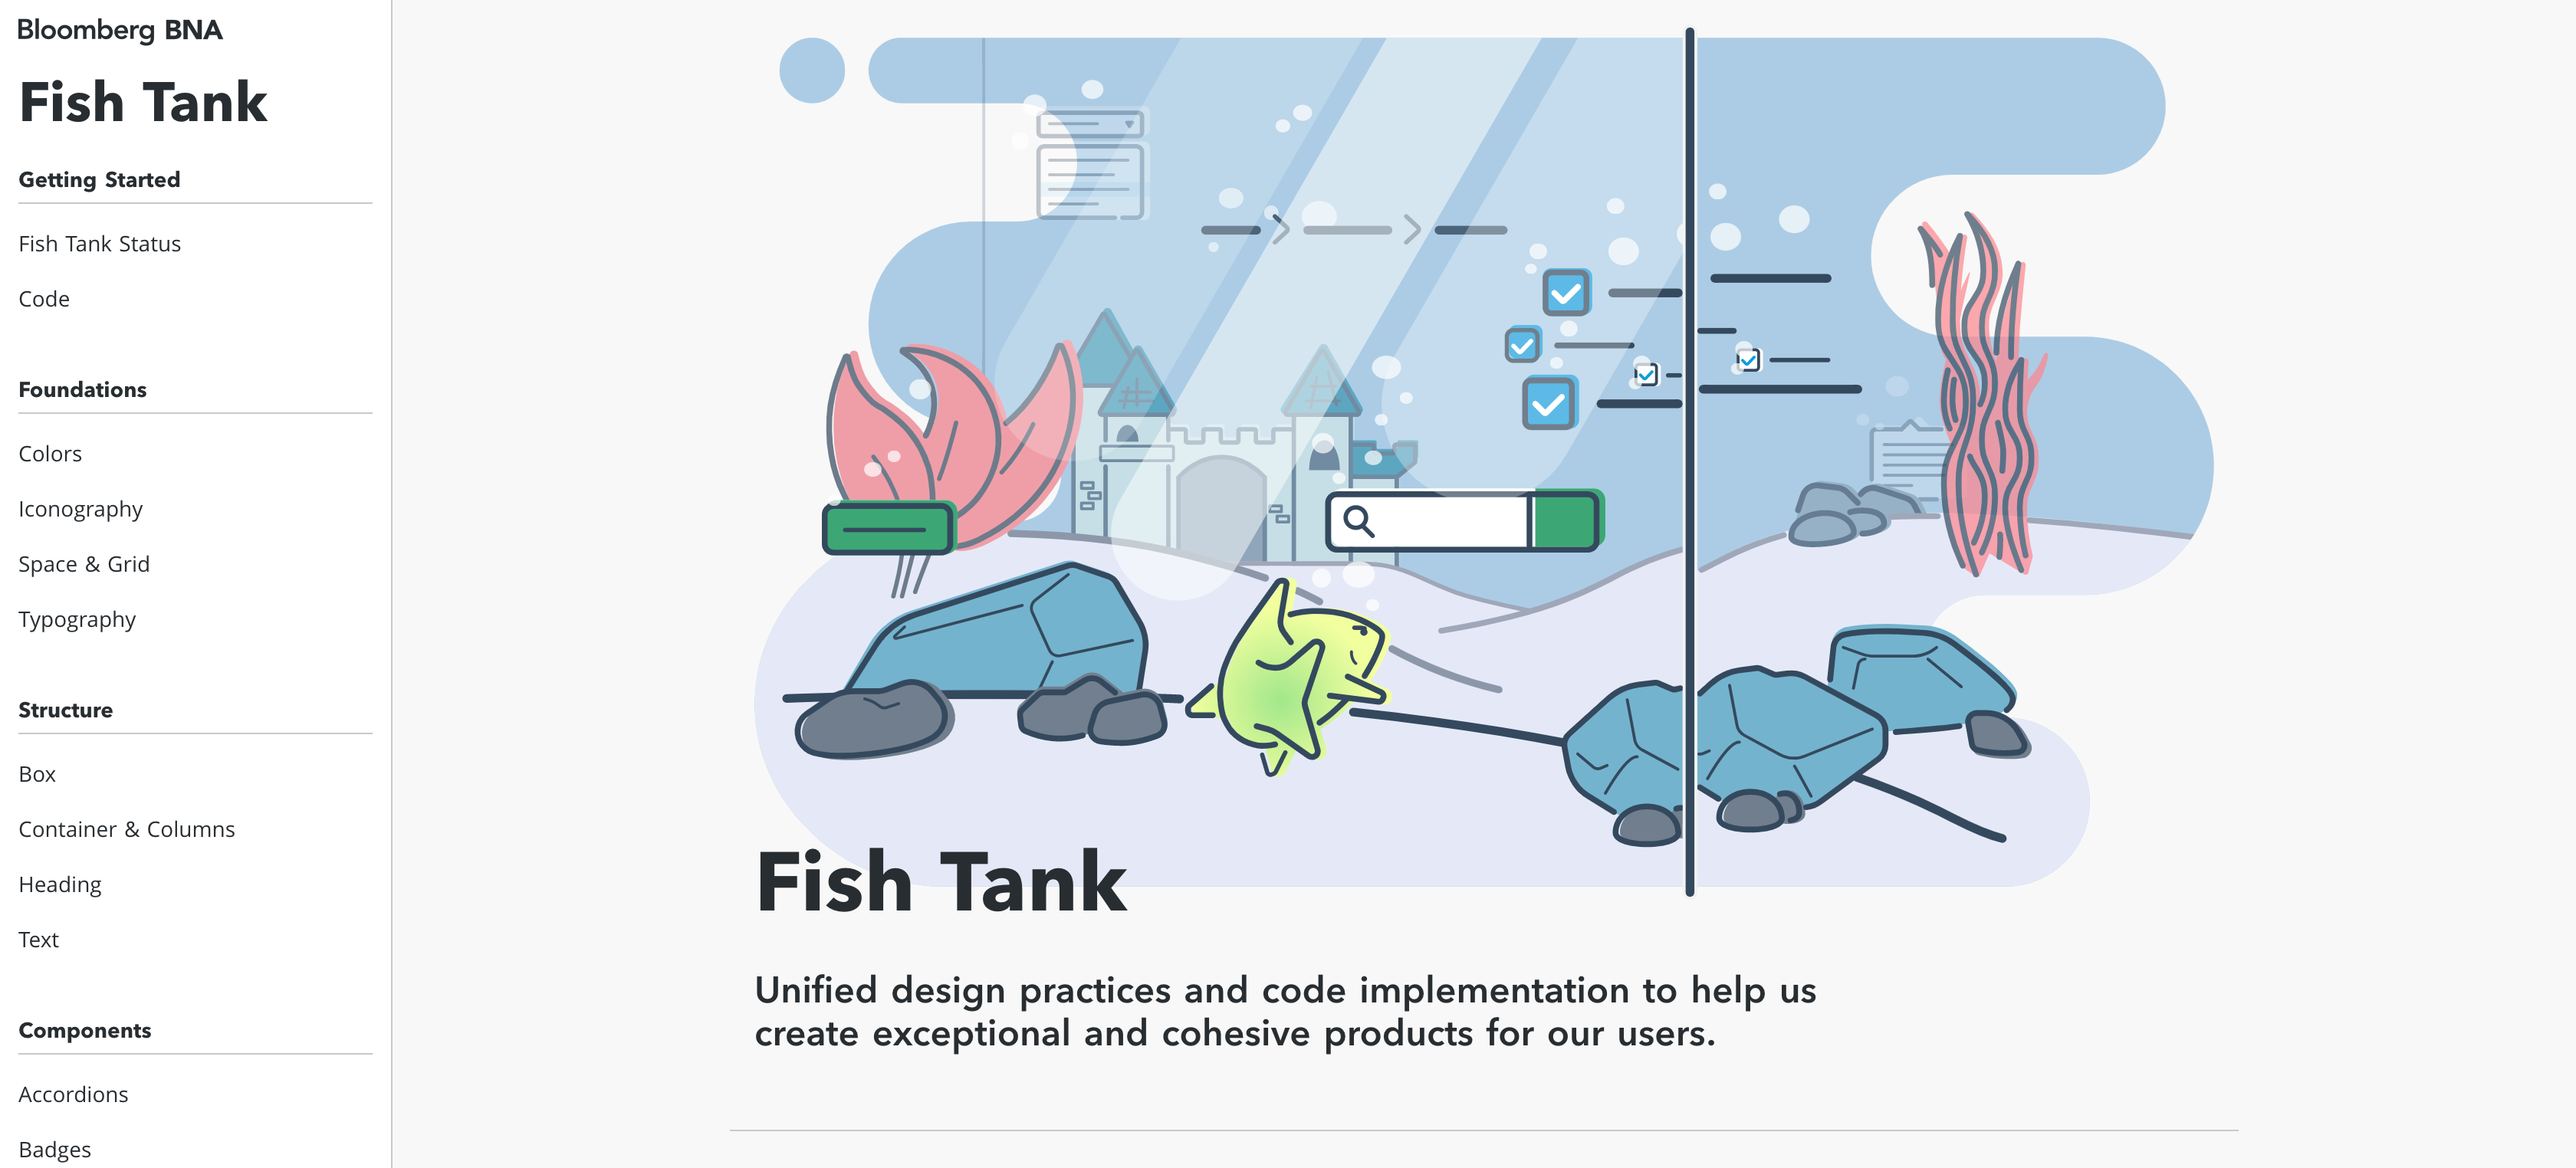 Bloomberg BNA
Fish Tank
Getting Started
Fish Tank Status
Code
Foundations
Colors
Iconography
Space & Grid
Typography
Structure
Box
Container & Columns
Heading
Text
Components
Accordions
Badges
Fish Tank
Unified design practices and code implementation to help us
create exceptional and cohesive products for our users.